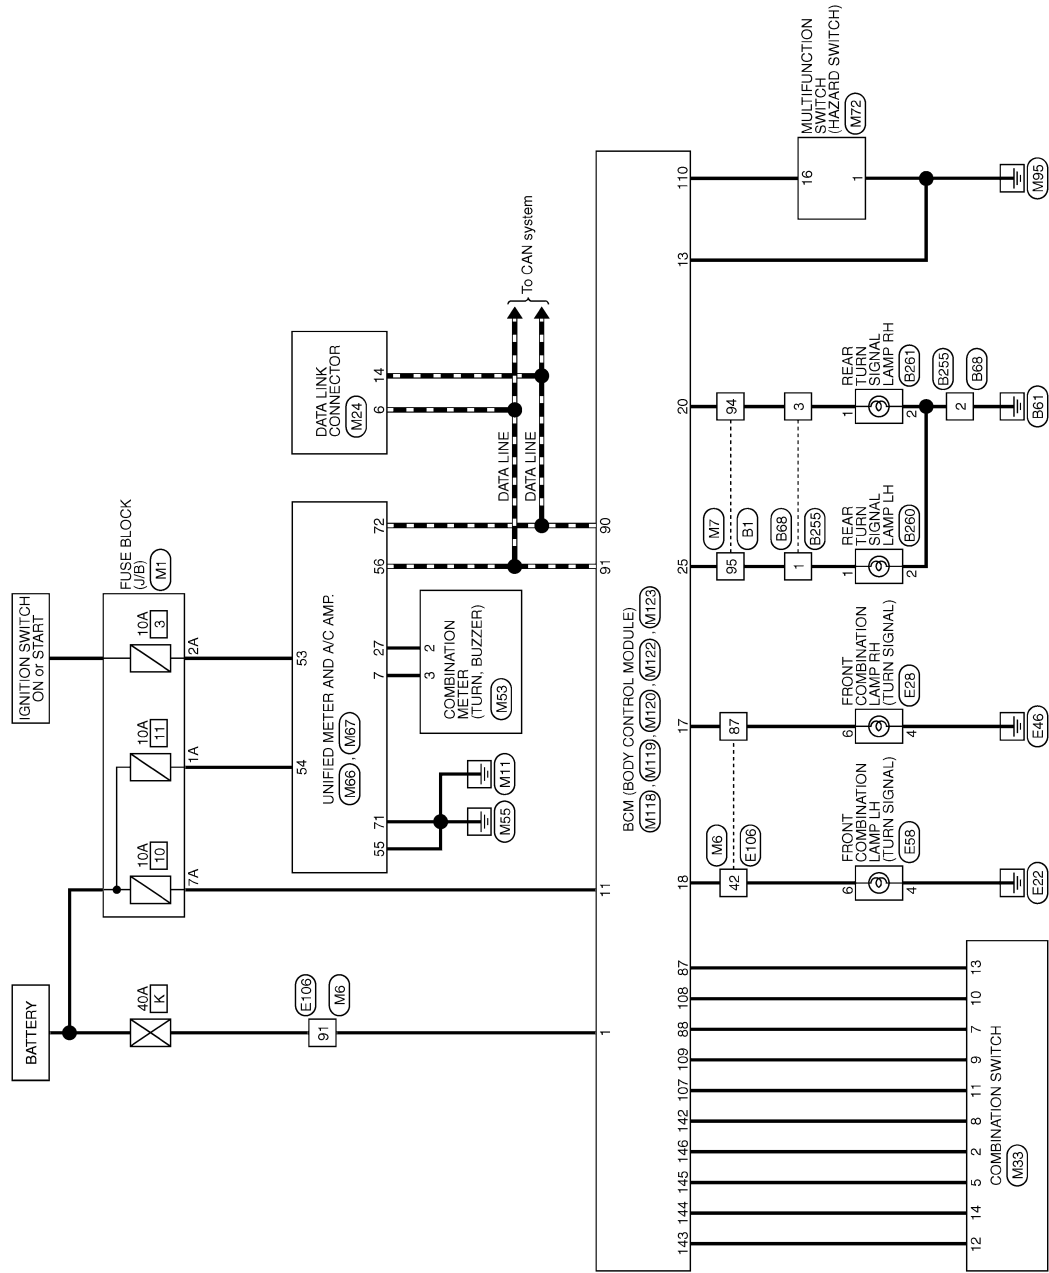 BATTERY
IGNITION SWITCH
ON or START
40A
K
E106
M6
91
FUSE BLOCK
(J/B)
M1
10A
10
10A
11
10A
3
7A
1A
2A
54
53
UNIFIED METER AND A/C AMP.
M66 , M67
55
71
7
27
56
72
M55
M11
3
2
COMBINATION
METER
(TURN, BUZZER)
M53
DATA LINK
CONNECTOR
M24
6
14
DATA LINE
DATA LINE
To CAN system
1
11
91
90
BCM (BODY CONTROL MODULE)
M118 , M119 , M120 , M122 , M123
143
144
145
146
142
107
109
88
108
87
18
17
25
20
13
110
12
14
5
2
8
11
9
7
10
13
COMBINATION SWITCH
M33
M6
E106
42
87
6
4
FRONT
COMBINATION
LAMP LH
(TURN SIGNAL)
E58
E22
6
4
FRONT
COMBINATION
LAMP RH
(TURN SIGNAL)
E28
E46
M7
B1
95
94
B68
B255
1
3
1
2
REAR
TURN
SIGNAL
LAMP LH
B260
1
2
REAR
TURN
SIGNAL
LAMP RH
B261
B255
B68
2
B61
MULTIFUNCTION
SWITCH
(HAZARD SWITCH)
M72
16
1
M95